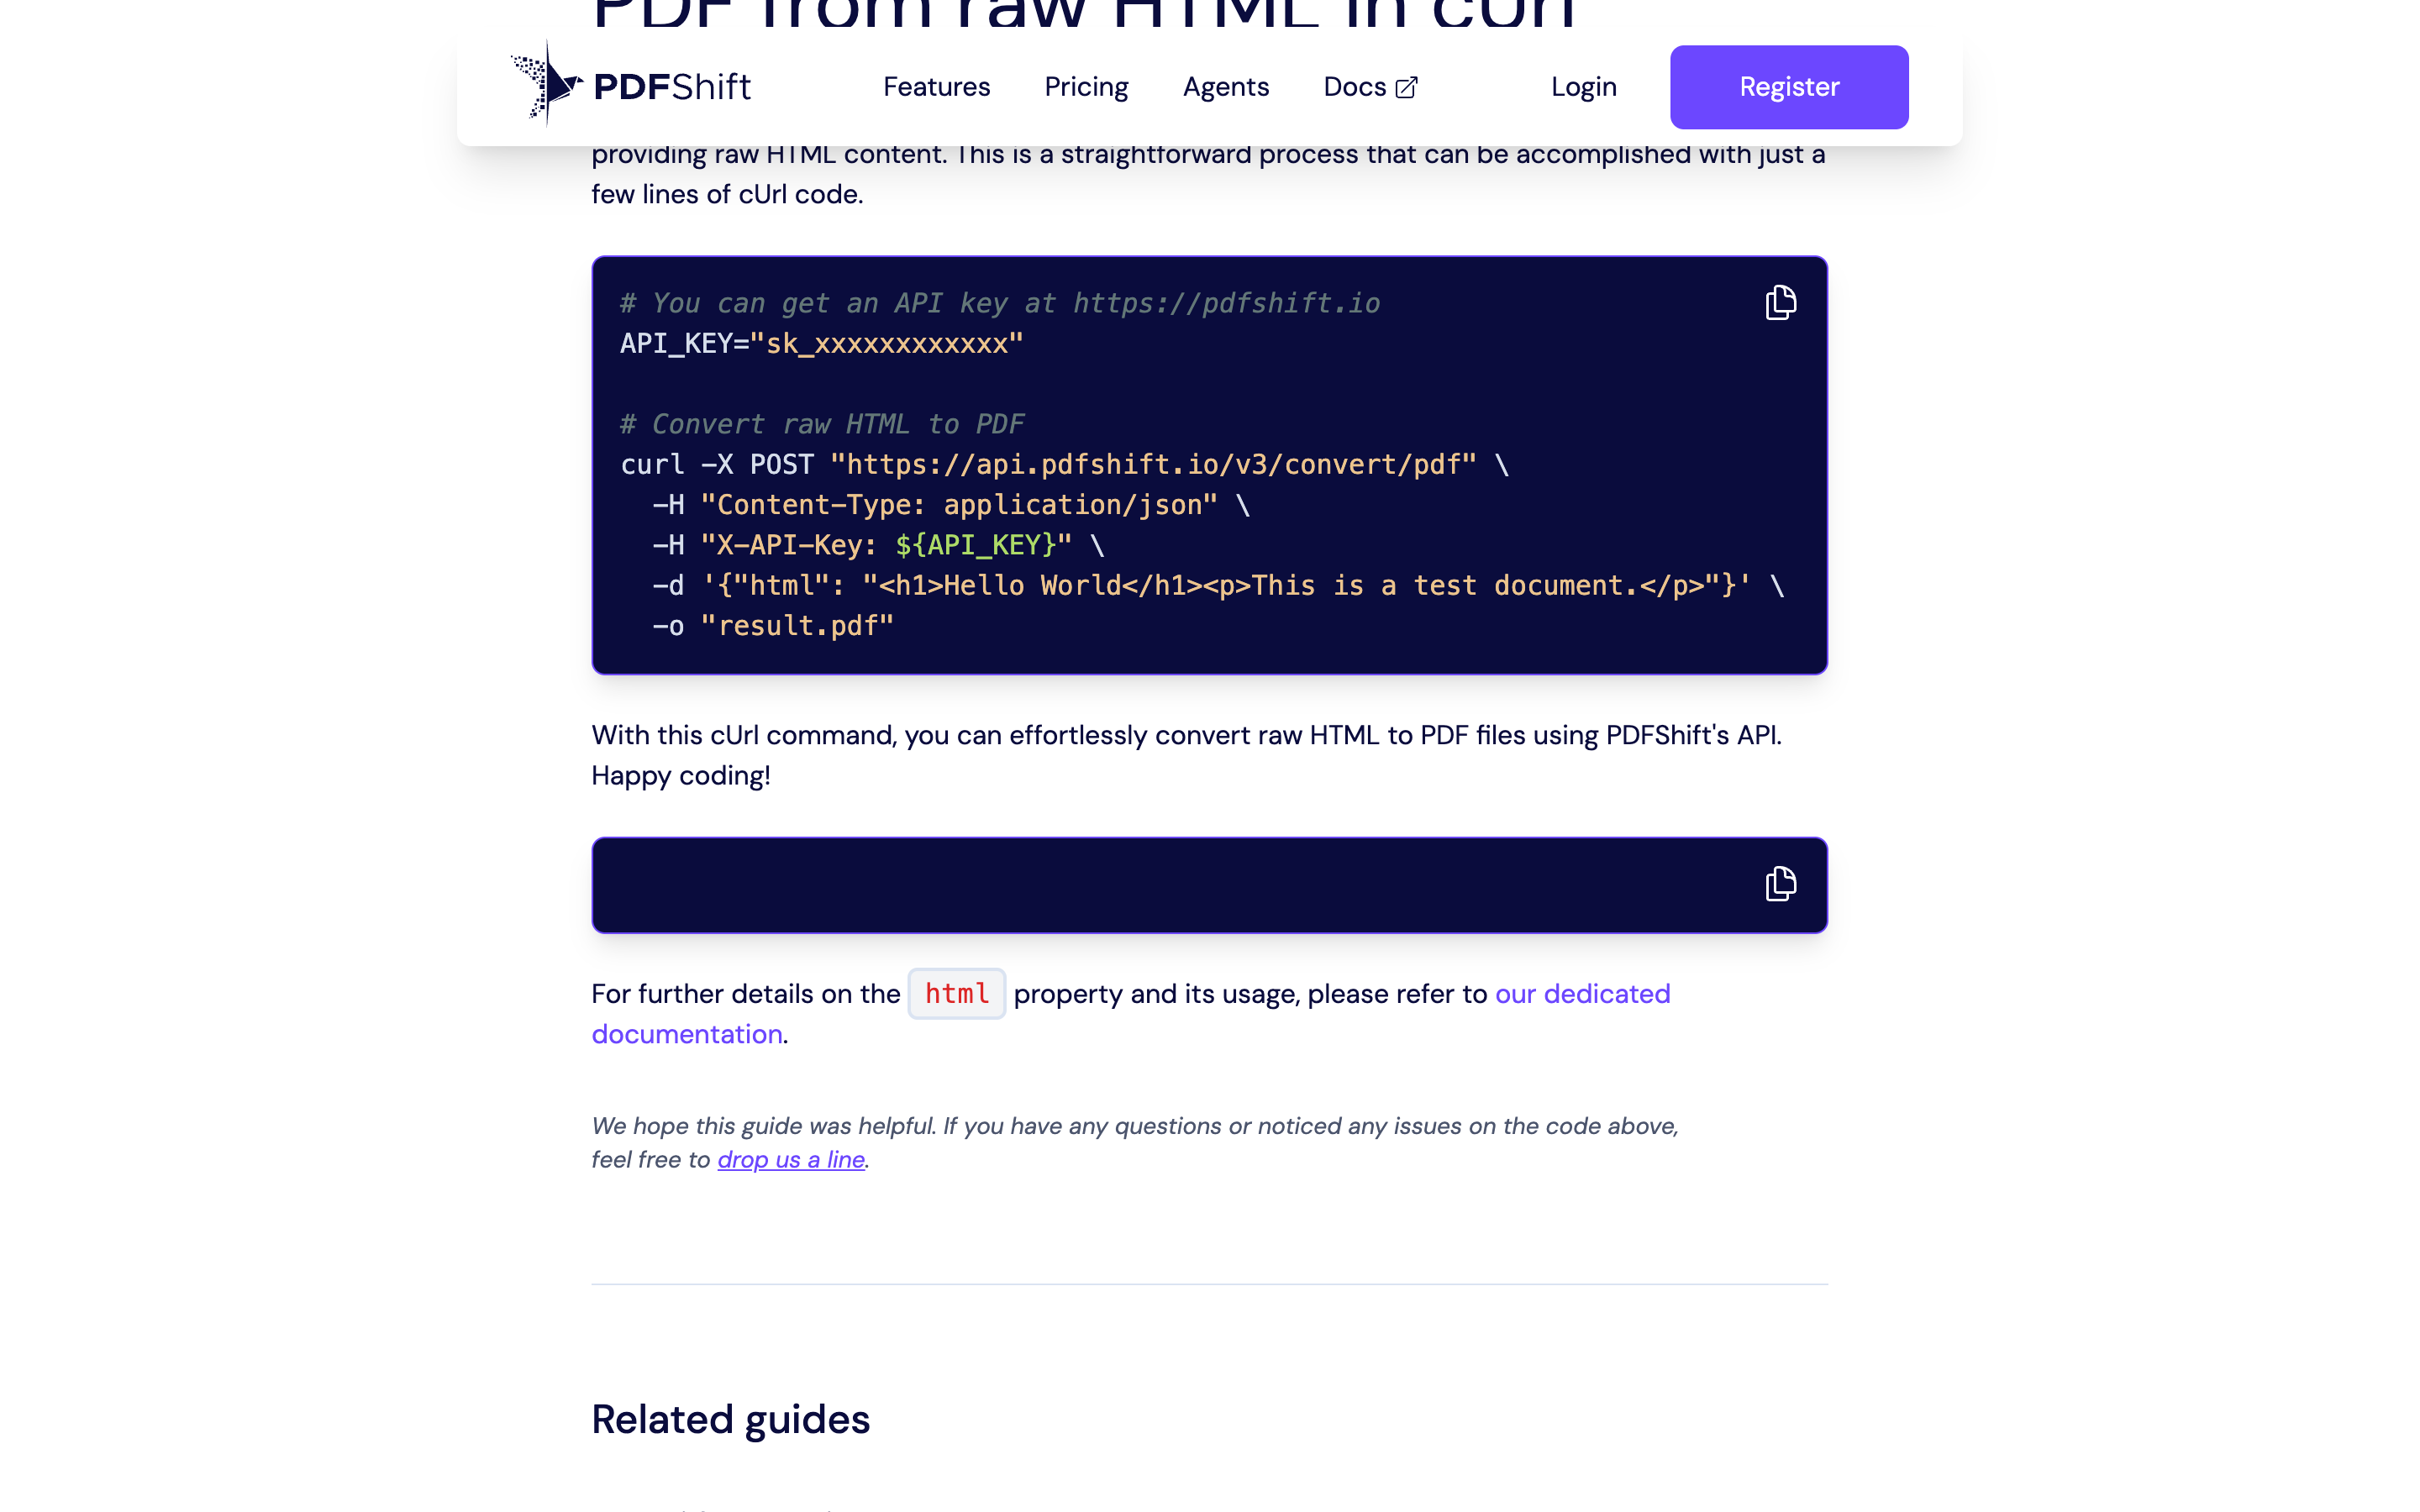 PDF from raw HTML in cUrl
PDFShift
Features
Pricing
Agents
Docs
Login
Register
providing raw HTML content. This is a straightforward process that can be accomplished with just a
few lines of cUrl code.
# You can get an API key at https://pdfshift.io
API_KEY="sk_xxxxxxxxxxxx"
# Convert raw HTML to PDF
curl -X POST "https://api.pdfshift.io/v3/convert/pdf" \
  -H "Content-Type: application/json" \
  -H "X-API-Key: ${API_KEY}" \
  -d '{"html": "<h1>Hello World</h1><p>This is a test document.</p>"}' \
  -o "result.pdf"
With this cUrl command, you can effortlessly convert raw HTML to PDF files using PDFShift's API.
Happy coding!
For further details on the html property and its usage, please refer to our dedicated
documentation.
We hope this guide was helpful. If you have any questions or noticed any issues on the code above,
feel free to drop us a line.
Related guides